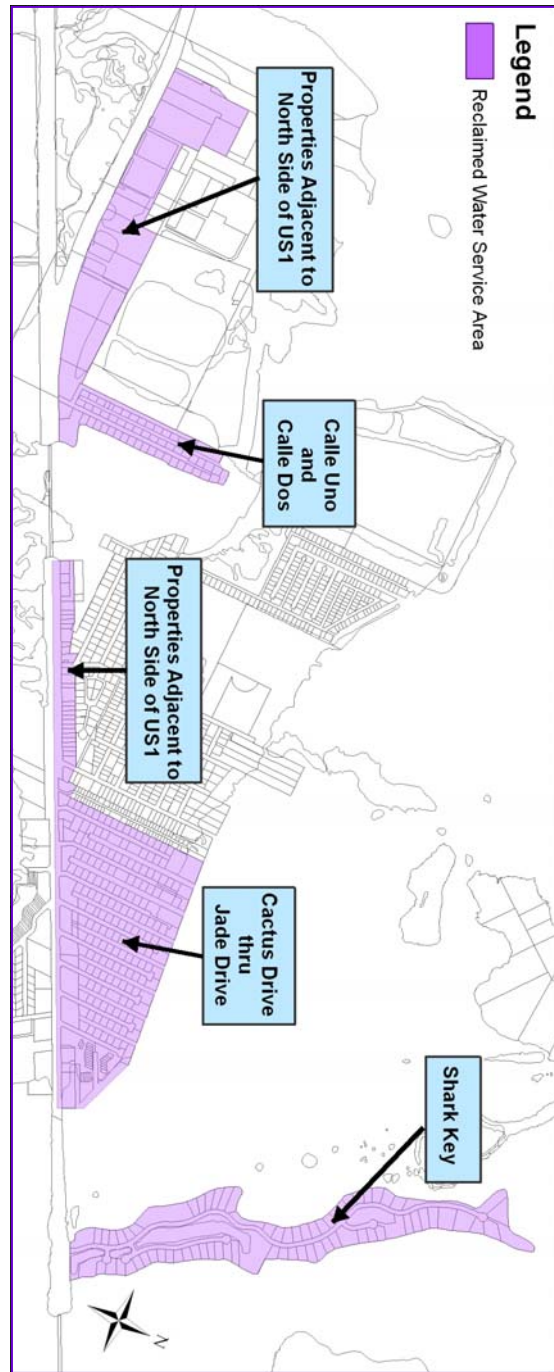 Legend
Reclaimed Water Service Area
Properties Adjacent to
North Side of US1
Calle Uno
and
Calle Dos
Properties Adjacent to
North Side of US1
Cactus Drive
thru
Jade Drive
Shark Key
N